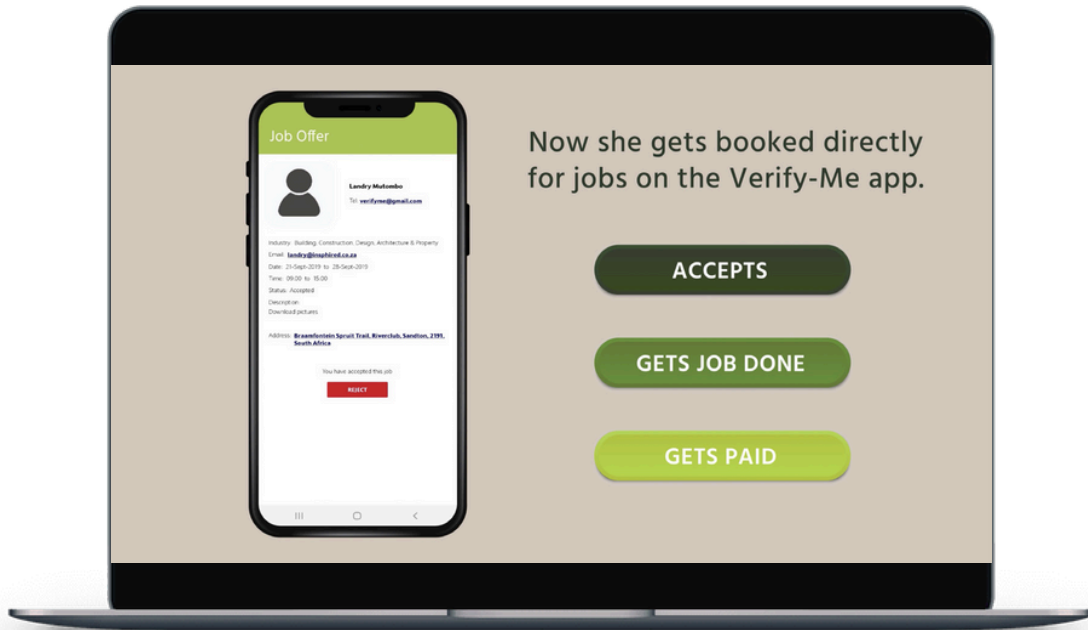 Job Offer
Landry Mutombo
Tel: verifyme@gmail.com
Industry: Building, Construction, Design, Architecture & Property
Email: landry@insphired.co.za
Date: 21-Sept-2019 to 28-Sept-2019
Time: 09:00 to 15:00
Status: Accepted
Description:
Download pictures
Address: Braamfontein Spruit Trail, Riverclub, Sandton, 2191,
South Africa
You have accepted this job
REJECT
Now she gets booked directly
for jobs on the Verify-Me app.
ACCEPTS
GETS JOB DONE
GETS PAID